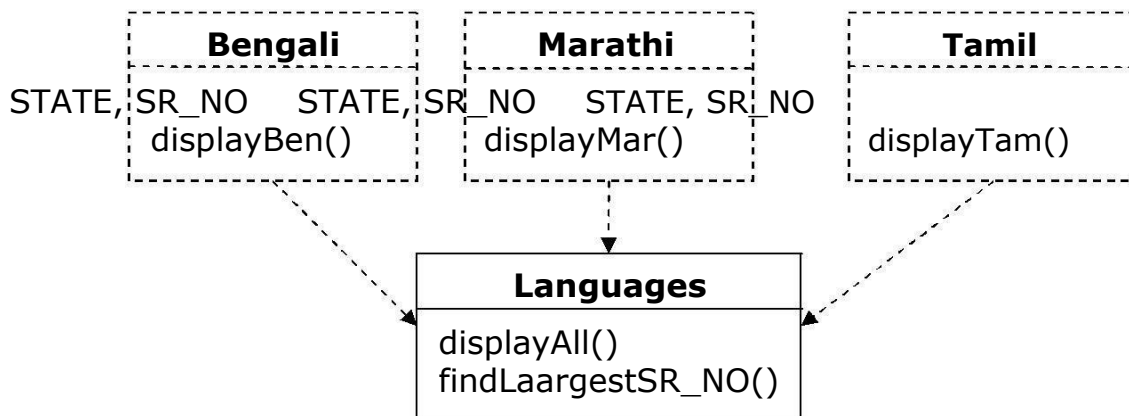 Bengali Marathi Tamil
STATE, SR_NO STATE, SR_NO STATE, SR_NO
displayBen() displayMar() displayTam()
Languages
displayAll()
findLaargestSR_NO()